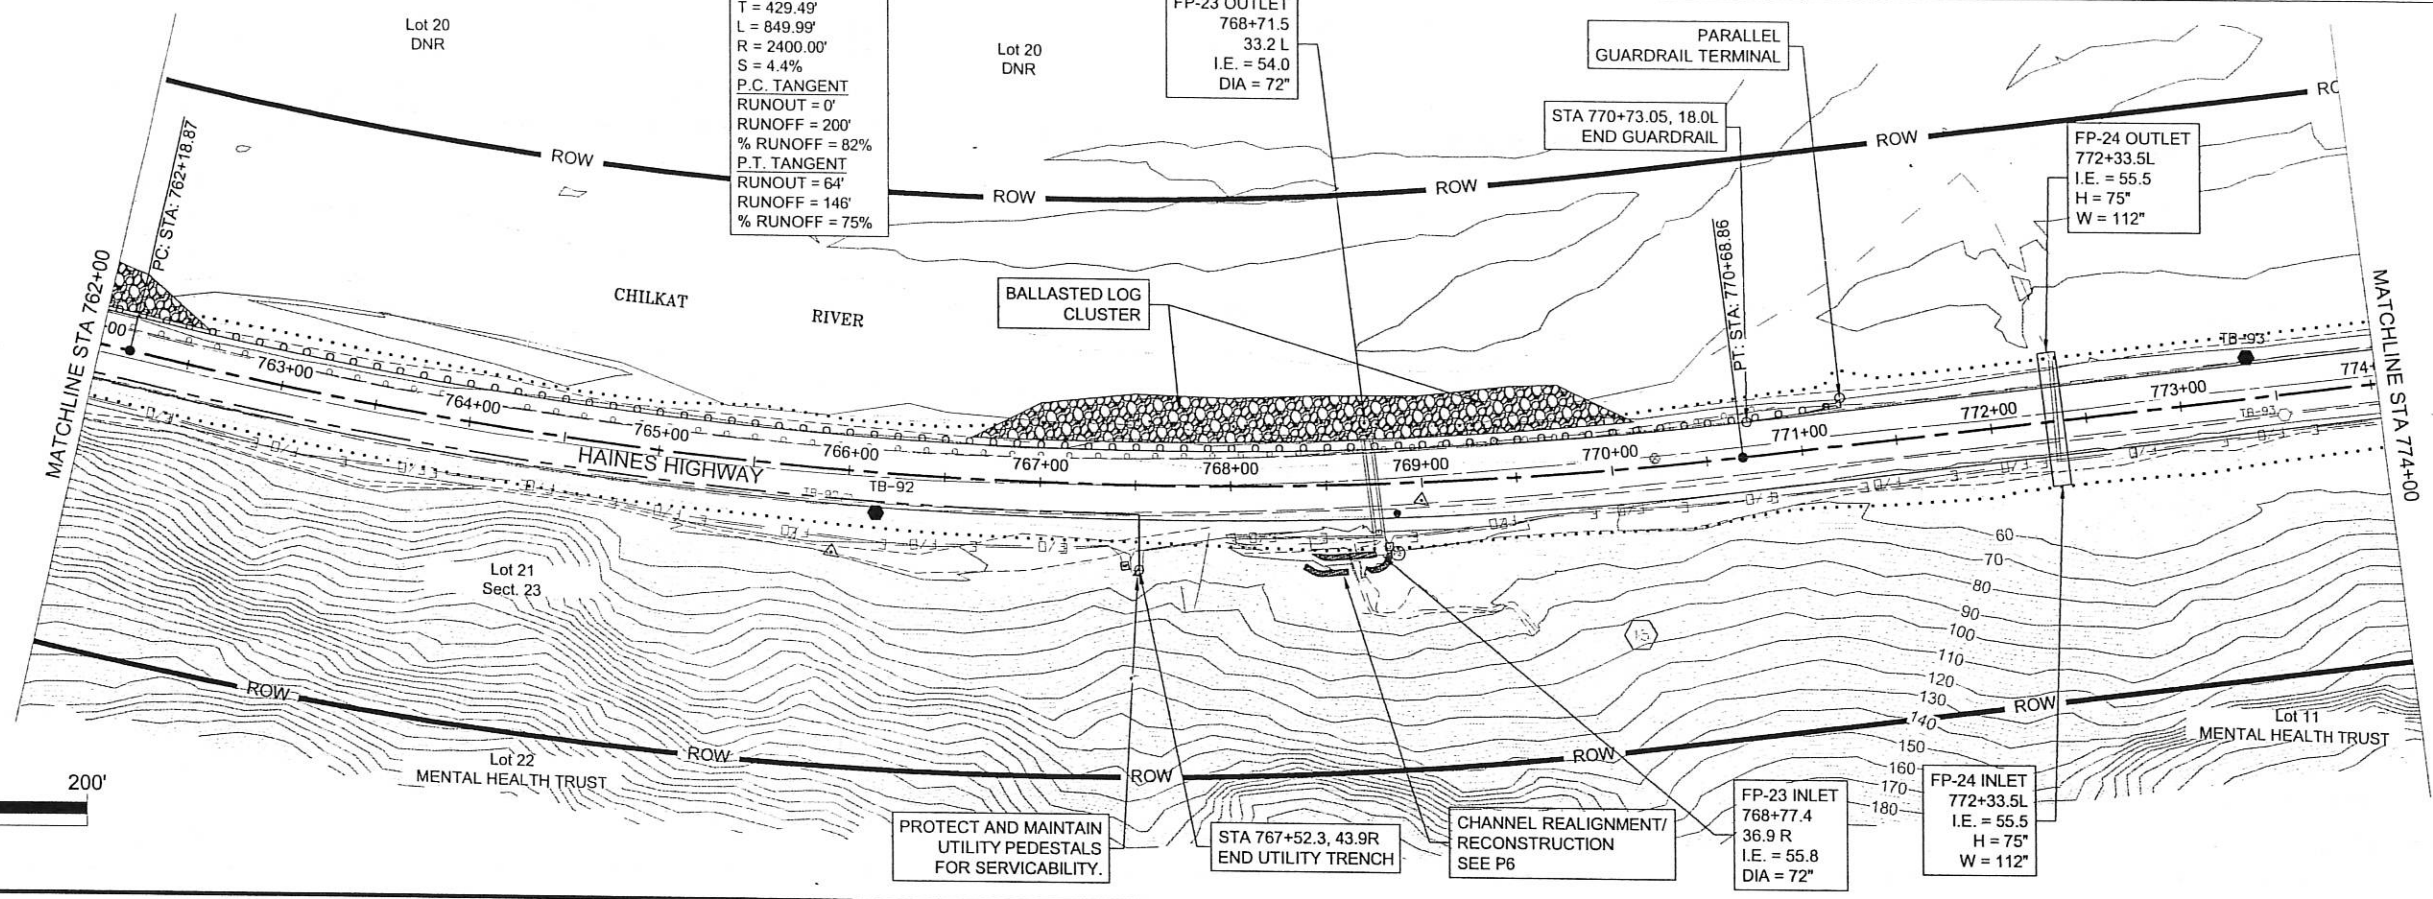 Lot 20
DNR
T = 429.49'
L = 849.99'
R = 2400.00'
S = 4.4%
P.C. TANGENT
RUNOUT = 0'
RUNOFF = 200'
% RUNOFF = 82%
P.T. TANGENT
RUNOUT = 64'
RUNOFF = 146'
% RUNOFF = 75%
Lot 20
DNR
FP-23 OUTLET
768+71.5
33.2 L
I.E. = 54.0
DIA = 72"
PARALLEL
GUARDRAIL TERMINAL
STA 770+73.05, 18.0L
END GUARDRAIL
FP-24 OUTLET
772+33.5L
I.E. = 55.5
H = 75"
W = 112"
ROW
ROW
ROW
ROW
PC: STA: 762+18.87
PT: STA: 770+68.86
MATCHLINE STA 762+00
MATCHLINE STA 774+00
CHILKAT
RIVER
BALLASTED LOG
CLUSTER
763+00
764+00
765+00
766+00
767+00
768+00
769+00
770+00
771+00
772+00
773+00
774+
HAINES HIGHWAY
TB-92
TB-92
TB-93
TB-93
Lot 21
Sect. 23
15
60
70
80
90
100
110
120
130
140
150
160
170
180
ROW
ROW
ROW
ROW
ROW
Lot 22
MENTAL HEALTH TRUST
Lot 11
MENTAL HEALTH TRUST
200'
PROTECT AND MAINTAIN
UTILITY PEDESTALS
FOR SERVICABILITY.
STA 767+52.3, 43.9R
END UTILITY TRENCH
CHANNEL REALIGNMENT/
RECONSTRUCTION
SEE P6
FP-23 INLET
768+77.4
36.9 R
I.E. = 55.8
DIA = 72"
FP-24 INLET
772+33.5L
I.E. = 55.5
H = 75"
W = 112"